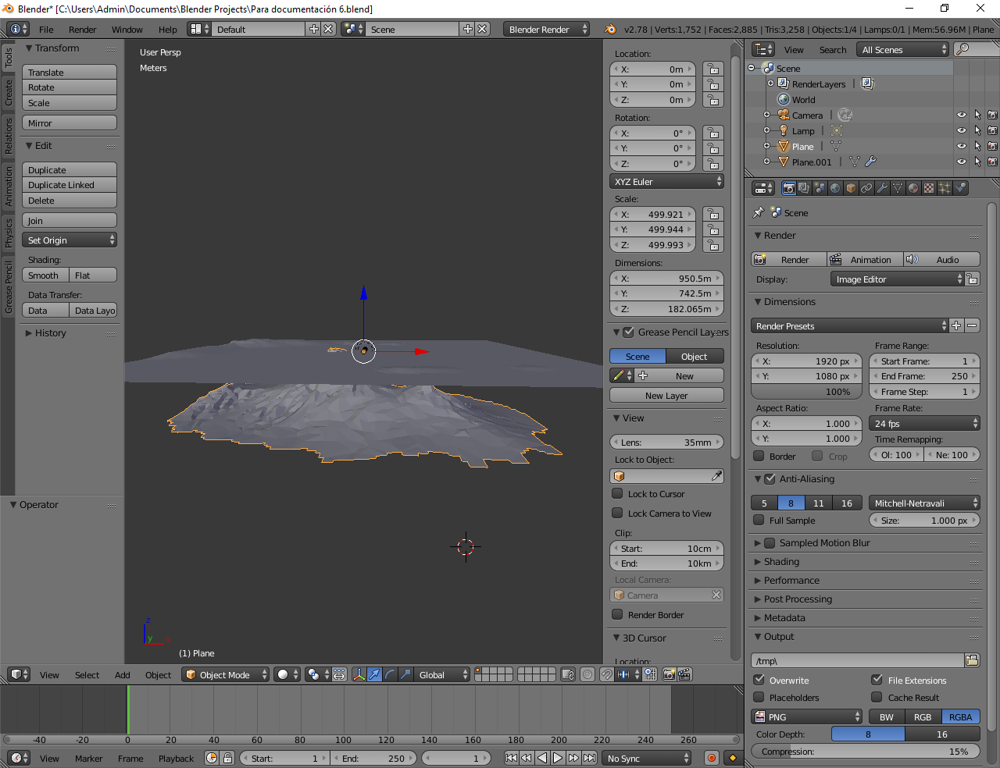 Blender* [C:\Users\Admin\Documents\Blender Projects\Para documentación 6.blend]
File Render Window Help Default Scene Blender Render v2.78 | Verts:1,752 | Faces:2,885 | Tris:3,258 | Objects:1/4 | Lamps:0/1 | Mem:56.96M | Plane
Tools
Create
Relations
Animation
Physics
Grease Pencil
Transform
Translate
Rotate
Scale
Mirror
Edit
Duplicate
Duplicate Linked
Delete
Join
Set Origin
Shading:
Smooth Flat
Data Transfer:
Data Data Layo
History
Operator
User Persp
Meters
z
y
x
(1) Plane
Location:
X: 0m
Y: 0m
Z: 0m
Rotation:
X: 0°
Y: 0°
Z: 0°
XYZ Euler
Scale:
X: 499.921
Y: 499.944
Z: 499.993
Dimensions:
X: 950.5m
Y: 742.5m
Z: 182.065m
Grease Pencil Layers
Scene Object
New
New Layer
View
Lens: 35mm
Lock to Object:
Lock to Cursor
Lock Camera to View
Clip:
Start: 10cm
End: 10km
Local Camera:
Camera
Render Border
3D Cursor
Location:
View Search All Scenes
Scene
RenderLayers |
World
Camera |
Lamp |
Plane |
Plane.001 |
Scene
Render
Render Animation Audio
Display: Image Editor
Dimensions
Render Presets
Resolution: Frame Range:
X: 1920 px Start Frame: 1
Y: 1080 px End Frame: 250
100% Frame Step: 1
Aspect Ratio: Frame Rate:
X: 1.000 24 fps
Y: 1.000 Time Remapping:
Border Crop Ol: 100 Ne: 100
Anti-Aliasing
5 8 11 16 Mitchell-Netravali
Full Sample Size: 1.000 px
Sampled Motion Blur
Shading
Performance
Post Processing
Metadata
Output
/tmp\
Overwrite File Extensions
Placeholders Cache Result
PNG BW RGB RGBA
Color Depth: 8 16
Compression: 15%
View Select Add Object Object Mode Global
-40 -20 0 20 40 60 80 100 120 140 160 180 200 220 240 260
View Marker Frame Playback Start: 1 End: 250 1 No Sync